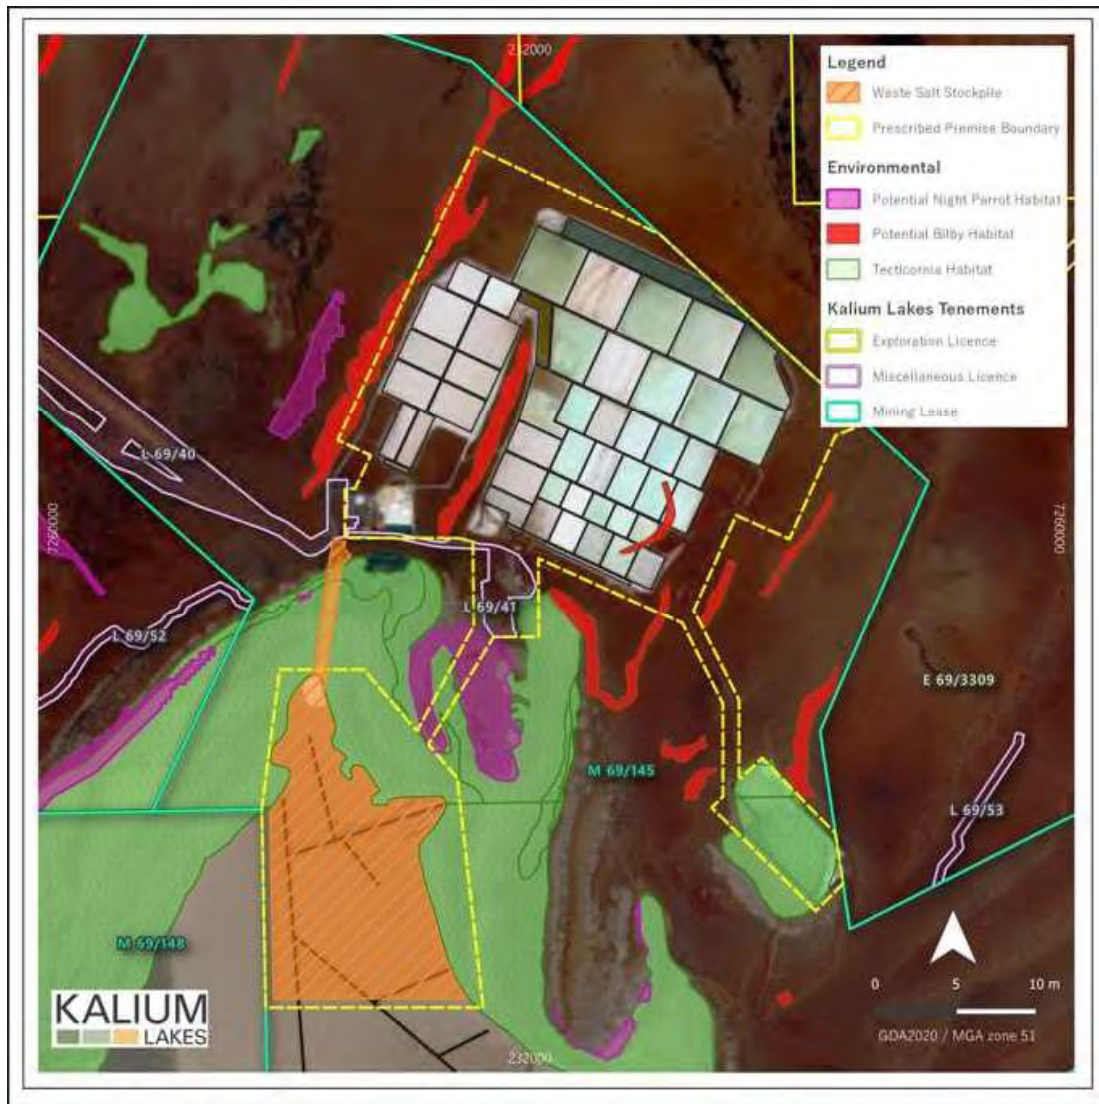 232000
Legend
Waste Salt Stockpile
Prescribed Premise Boundary
Environmental
Potential Night Parrot Habitat
Potential Bilby Habitat
Tecticornia Habitat
Kalium Lakes Tenements
Exploration Licence
Miscellaneous Licence
Mining Lease
L 69/40
7260000
7260000
L 69/52
L 69/41
E 69/3309
M 69/145
L 69/53
M 69/148
KALIUM
LAKES
0 5 10 m
GDA2020 / MGA zone 51
232000